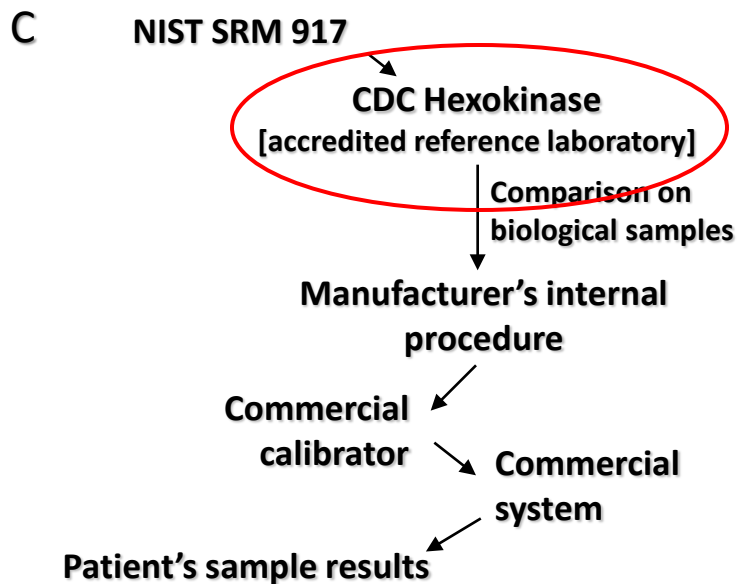 C
NIST SRM 917
CDC Hexokinase
[accredited reference laboratory]
Comparison on
biological samples
Manufacturer’s internal
procedure
Commercial
calibrator
Commercial
system
Patient’s sample results